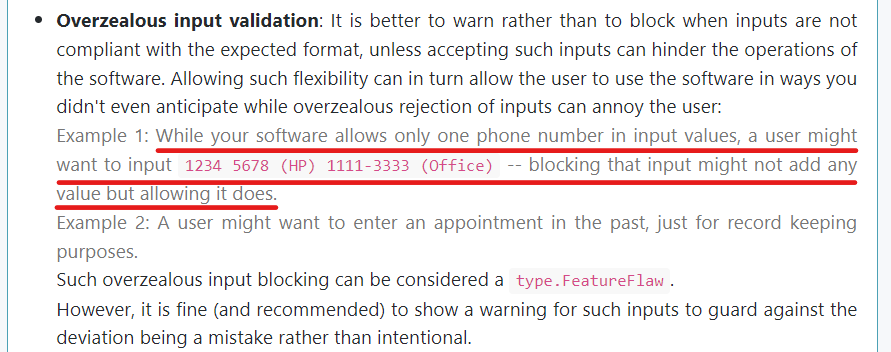 • Overzealous input validation: It is better to warn rather than to block when inputs are not
compliant with the expected format, unless accepting such inputs can hinder the operations of
the software. Allowing such flexibility can in turn allow the user to use the software in ways you
didn't even anticipate while overzealous rejection of inputs can annoy the user:
Example 1: While your software allows only one phone number in input values, a user might
want to input 1234 5678 (HP) 1111-3333 (Office) -- blocking that input might not add any
value but allowing it does.
Example 2: A user might want to enter an appointment in the past, just for record keeping
purposes.
Such overzealous input blocking can be considered a type.FeatureFlaw.
However, it is fine (and recommended) to show a warning for such inputs to guard against the
deviation being a mistake rather than intentional.